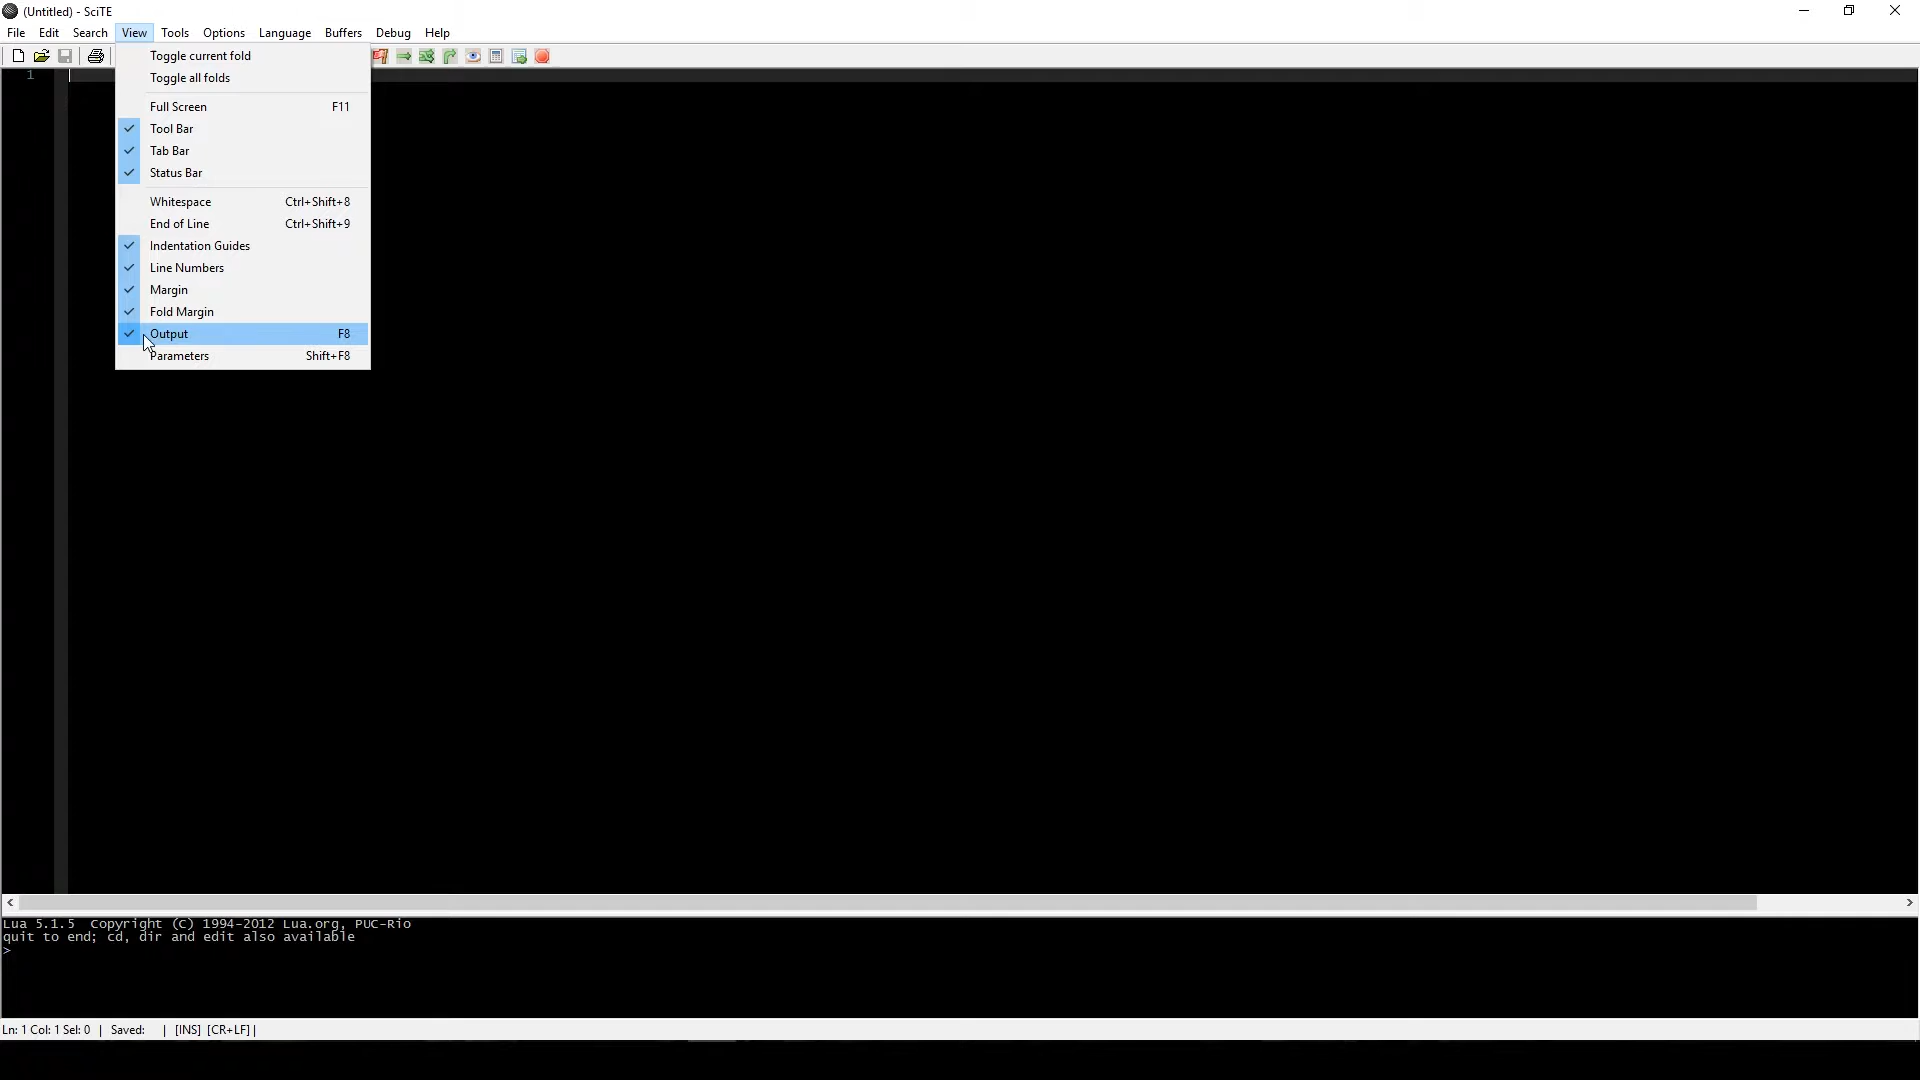 (Untitled) - SciTE
File Edit Search View Tools Options Language Buffers Debug Help
Toggle current fold
Toggle all folds
Full Screen F11
Tool Bar
Tab Bar
Status Bar
Whitespace Ctrl+Shift+8
End of Line Ctrl+Shift+9
Indentation Guides
Line Numbers
Margin
Fold Margin
Output F8
Parameters Shift+F8
1
Lua 5.1.5 Copyright (C) 1994-2012 Lua.org, PUC-Rio
quit to end; cd, dir and edit also available
>
Ln: 1 Col: 1 Sel: 0 | Saved: | [INS] [CR+LF] |